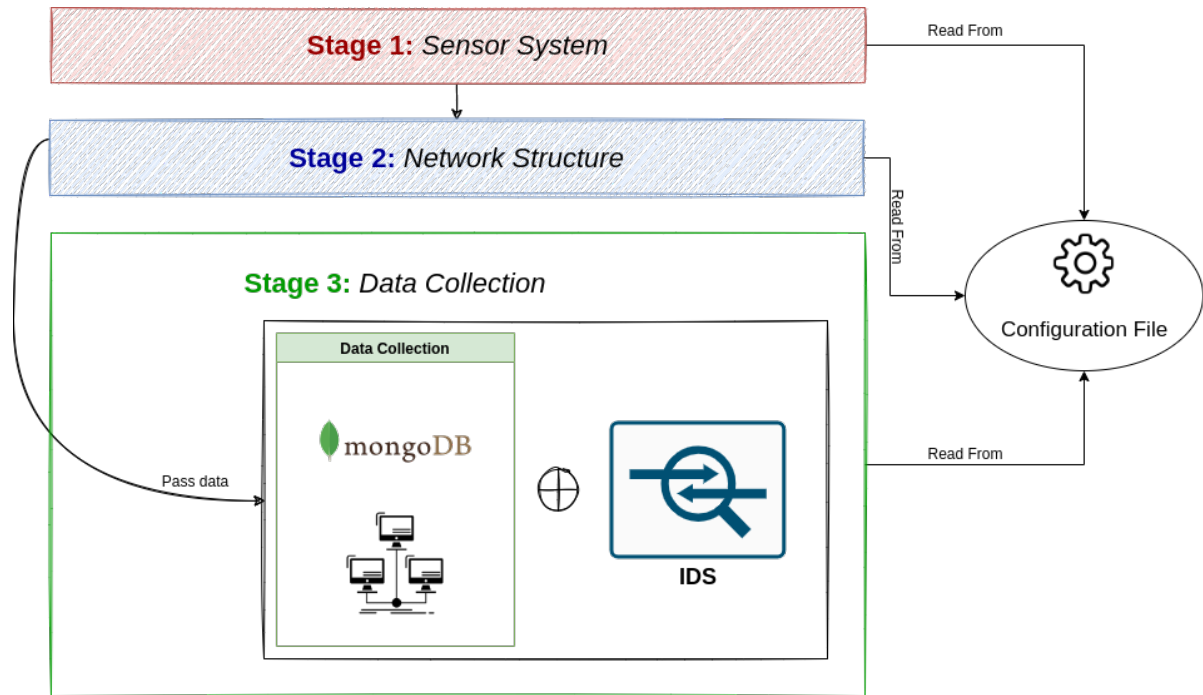 Stage 1: Sensor System
Read From
Stage 2: Network Structure
Read From
Configuration File
Stage 3: Data Collection
Data Collection
mongoDB
Read From
Pass data
IDS